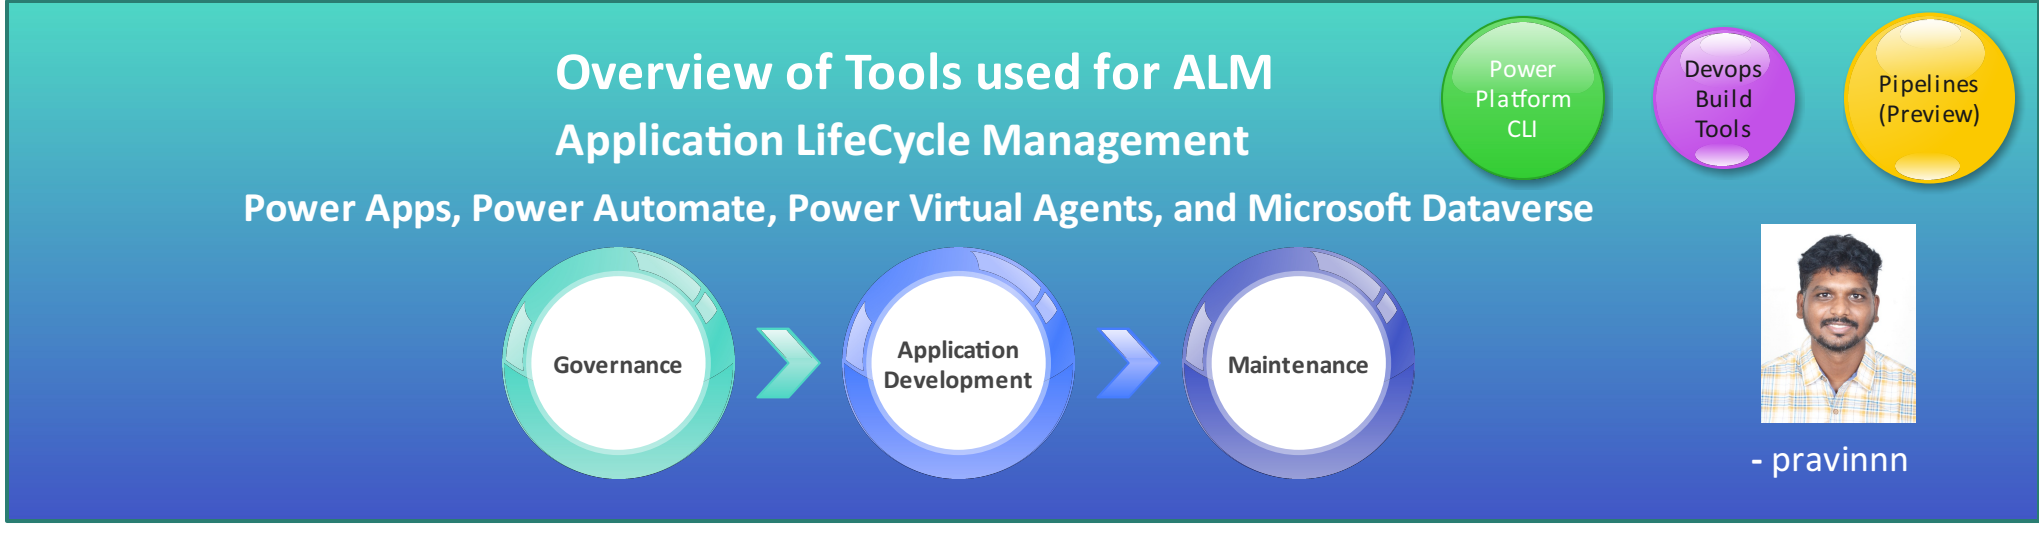 Overview of Tools used for ALM
Application LifeCycle Management
Power Apps, Power Automate, Power Virtual Agents, and Microsoft Dataverse
Power
Platform
CLI
Devops
Build
Tools
Pipelines
(Preview)
Governance
Application
Development
Maintenance
- pravinnn